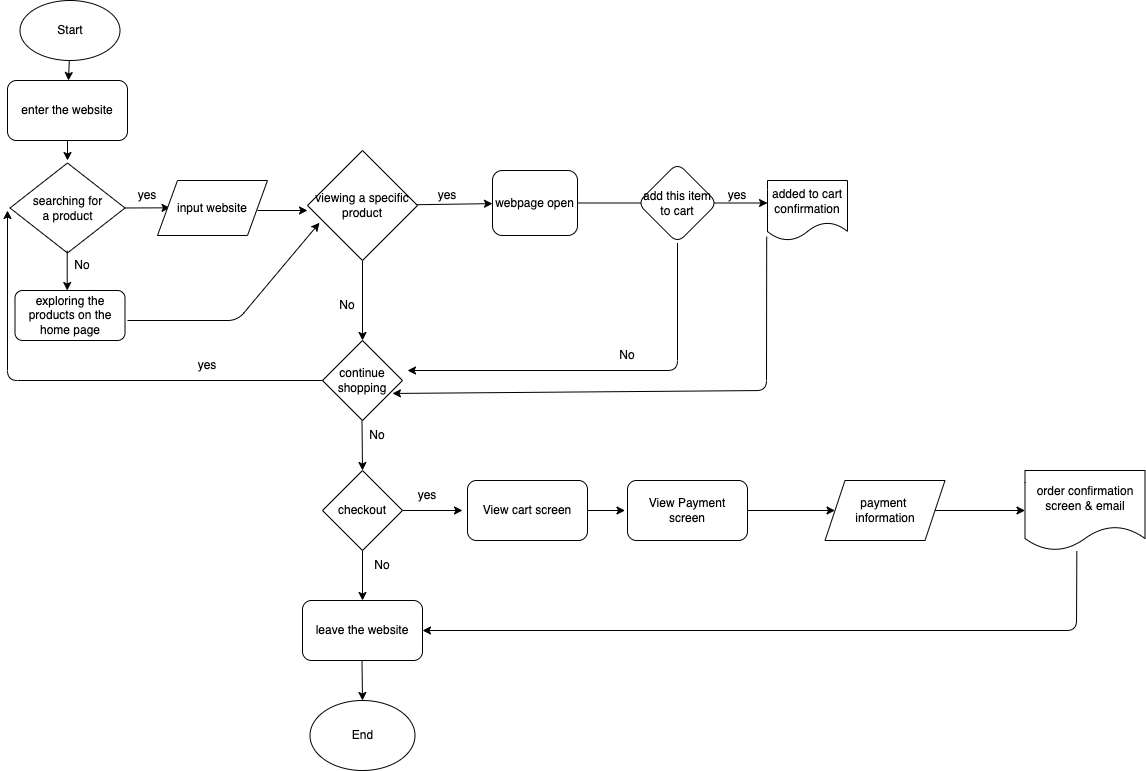 Start
enter the website
searching for
a product
yes
input website
viewing a specific
product
yes
webpage open
add this item
to cart
yes
added to cart
confirmation
No
exploring the
products on the
home page
No
No
yes
continue
shopping
No
checkout
yes
View cart screen
View Payment
screen
payment
information
order confirmation
screen & email
No
leave the website
End